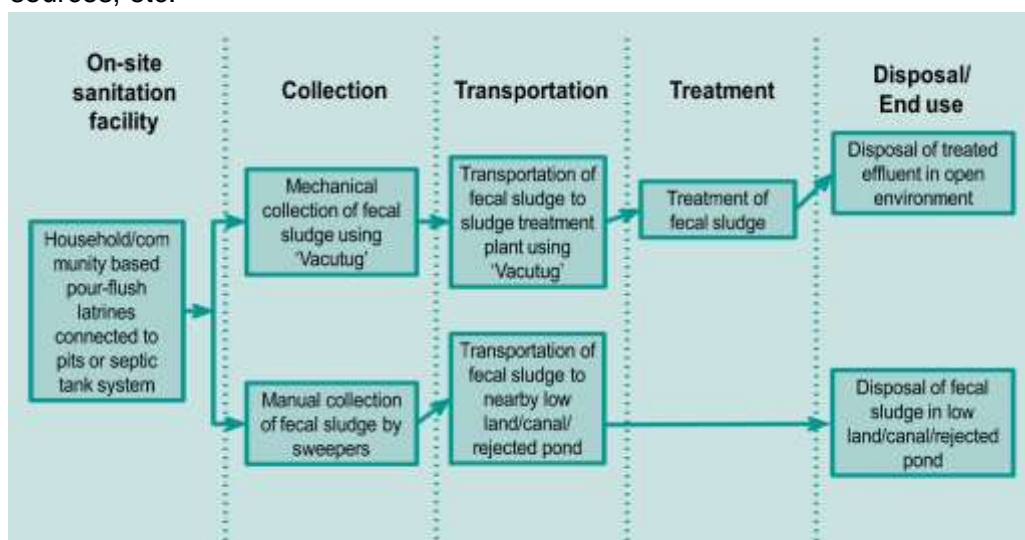 sources, etc.
On-site
sanitation
facility
Collection
Transportation
Treatment
Disposal/
End use
Household/com
munity based
pour-flush
latrines
connected to
pits or septic
tank system
Mechanical
collection of fecal
sludge using
'Vacutug'
Transportation of
fecal sludge to
sludge treatment
plant using
'Vacutug'
Treatment of
fecal sludge
Disposal of treated
effluent in open
environment
Manual collection
of fecal sludge by
sweepers
Transportation of
fecal sludge to
nearby low
land/canal/
rejected pond
Disposal of fecal
sludge in low
land/canal/rejected
pond